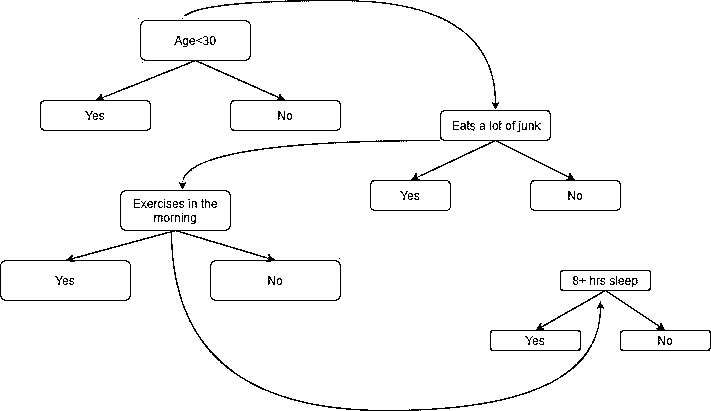 Age<30
Yes
No
Eats a lot of junk
Yes
No
Exercises in the
morning
Yes
No
8+ hrs sleep
Yes
No